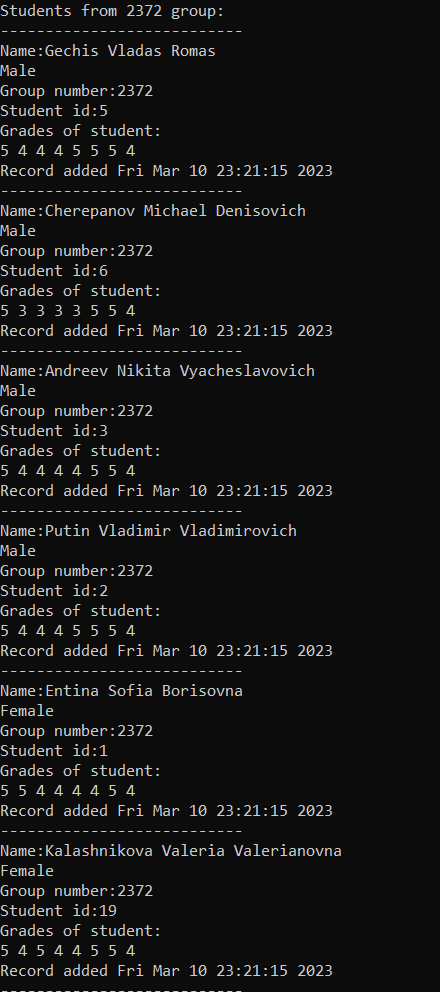 Students from 2372 group:
---------------------------
Name:Gechis Vladas Romas
Male
Group number:2372
Student id:5
Grades of student:
5 4 4 4 5 5 5 4
Record added Fri Mar 10 23:21:15 2023
---------------------------
Name:Cherepanov Michael Denisovich
Male
Group number:2372
Student id:6
Grades of student:
5 3 3 3 3 5 5 4
Record added Fri Mar 10 23:21:15 2023
---------------------------
Name:Andreev Nikita Vyacheslavovich
Male
Group number:2372
Student id:3
Grades of student:
5 4 4 4 4 5 5 4
Record added Fri Mar 10 23:21:15 2023
---------------------------
Name:Putin Vladimir Vladimirovich
Male
Group number:2372
Student id:2
Grades of student:
5 4 4 4 5 5 5 4
Record added Fri Mar 10 23:21:15 2023
---------------------------
Name:Entina Sofia Borisovna
Female
Group number:2372
Student id:1
Grades of student:
5 5 4 4 4 4 5 4
Record added Fri Mar 10 23:21:15 2023
---------------------------
Name:Kalashnikova Valeria Valerianovna
Female
Group number:2372
Student id:19
Grades of student:
5 4 5 4 4 5 5 4
Record added Fri Mar 10 23:21:15 2023
---------------------------